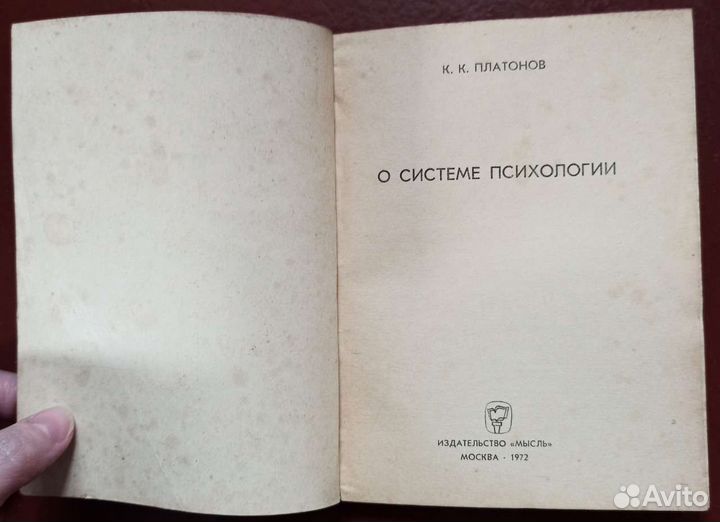 К. К. ПЛАТОНОВ
О СИСТЕМЕ ПСИХОЛОГИИ
ИЗДАТЕЛЬСТВО «МЫСЛЬ»
МОСКВА · 1972
Avito